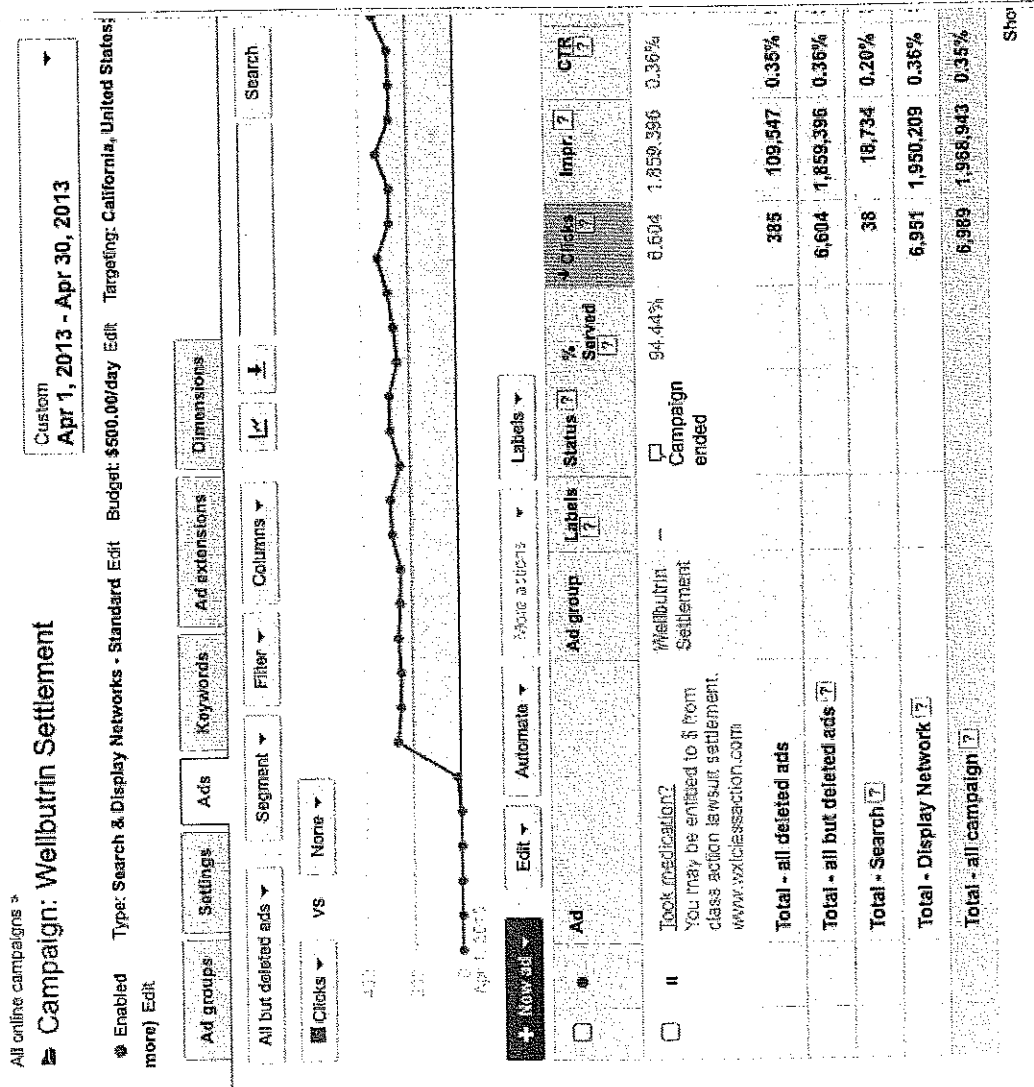 All online campaigns »
Campaign: Wellbutrin Settlement
Custom
Apr 1, 2013 - Apr 30, 2013
Enabled Type: Search & Display Networks - Standard Edit Budget: $500.00/day Edit Targeting: California, United States;
more) Edit
Ad groups Settings Ads Keywords Ad extensions Dimensions
All but deleted ads Segment Filter Columns Search
Clicks VS None
+ New ad Edit Automate More actions Labels
Ad Ad group Labels ? Status ? % Served ? Clicks ? Impr. ? CTR ?
Took medication?
You may be entitled to $ from
class action lawsuit settlement.
www.wxlclassaction.com
Wellbutrin
Settlement
--
Campaign
ended
94.44% 6,604 1,859,396 0.36%
Total - all deleted ads 385 109,547 0.35%
Total - all but deleted ads ? 6,604 1,859,396 0.36%
Total - Search ? 38 18,734 0.20%
Total - Display Network ? 6,951 1,950,209 0.36%
Total - all campaign ? 6,989 1,968,943 0.35%